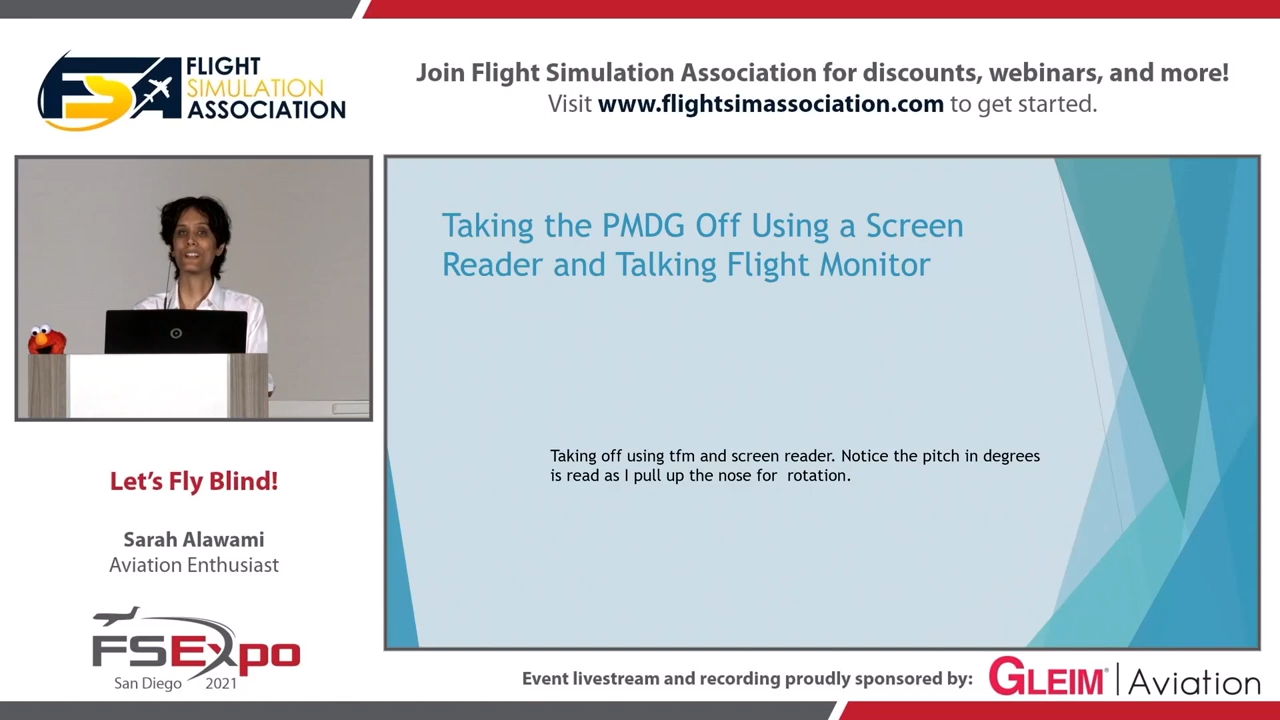 FLIGHT
SIMULATION
ASSOCIATION
Join Flight Simulation Association for discounts, webinars, and more!
Visit www.flightsimassociation.com to get started.
Taking the PMDG Off Using a Screen
Reader and Talking Flight Monitor
Taking off using tfm and screen reader. Notice the pitch in degrees
is read as I pull up the nose for  rotation.
Let's Fly Blind!
Sarah Alawami
Aviation Enthusiast
FSExpo
San Diego 2021
Event livestream and recording proudly sponsored by:
GLEIM® | Aviation